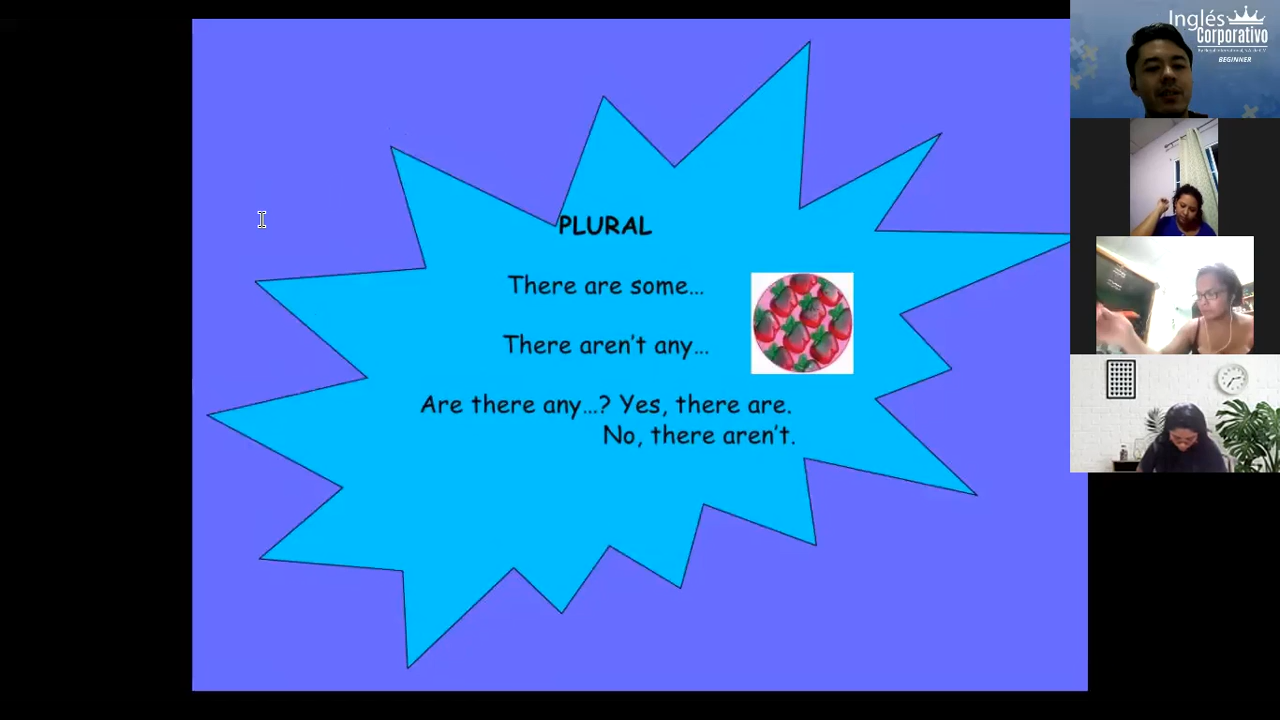 PLURAL
There are some...
There aren't any...
Are there any...? Yes, there are.
No, there aren't.
Inglés
Corporativo
BEGINNER